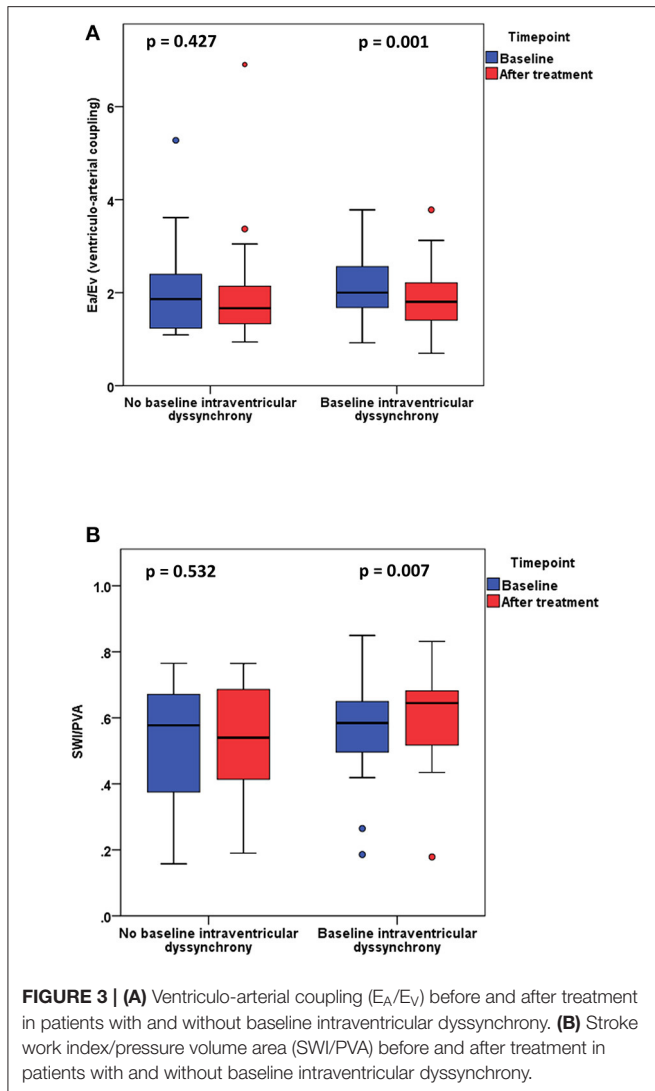 A
p = 0.427
p = 0.001
Timepoint
Baseline
After treatment
Ea/Ev (ventriculo-arterial coupling)
6
4
2
0
No baseline intraventricular
dyssynchrony
Baseline intraventricular
dyssynchrony
B
p = 0.532
p = 0.007
Timepoint
Baseline
After treatment
SWI/PVA
1.0
.8
.6
.4
.2
.0
No baseline intraventricular
dyssynchrony
Baseline intraventricular
dyssynchrony
FIGURE 3 | (A) Ventriculo-arterial coupling (EA/EV) before and after treatment
in patients with and without baseline intraventricular dyssynchrony. (B) Stroke
work index/pressure volume area (SWI/PVA) before and after treatment in
patients with and without baseline intraventricular dyssynchrony.